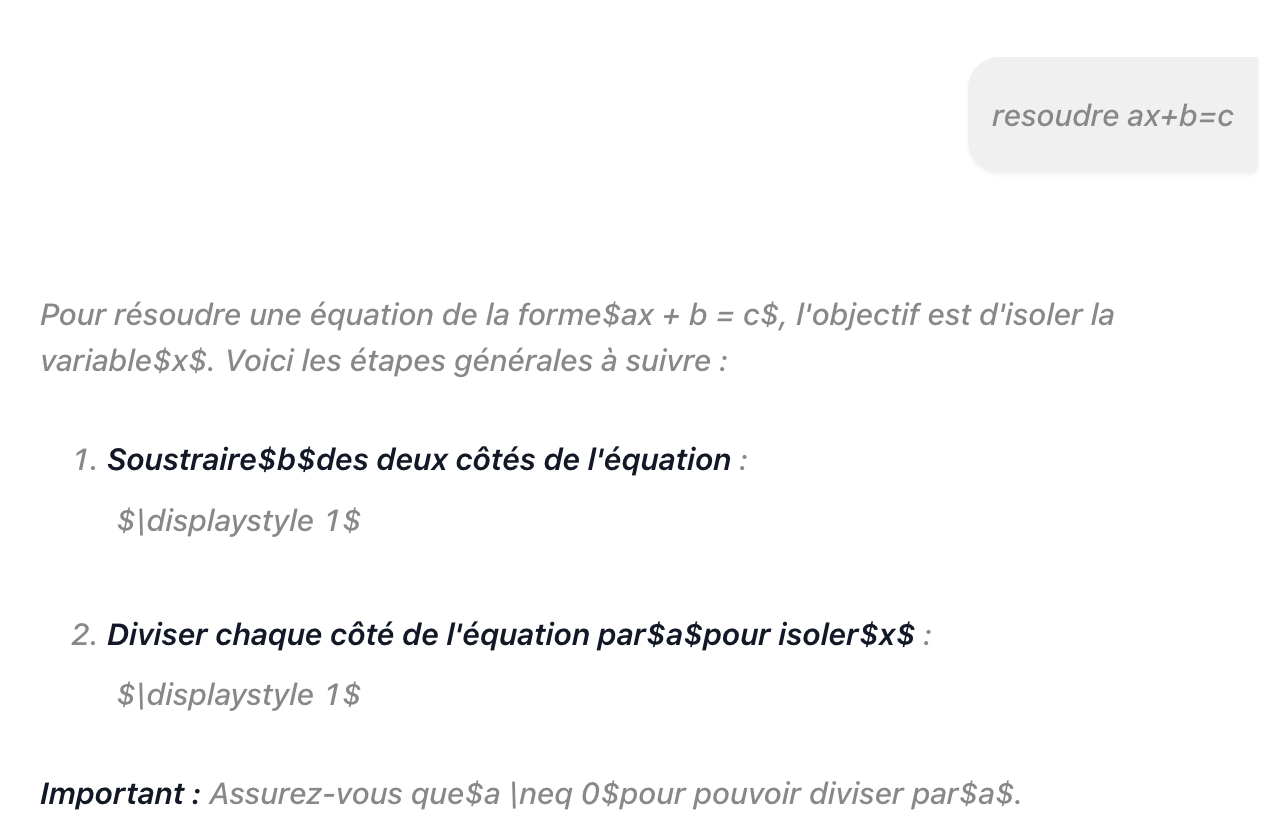 resoudre ax+b=c
Pour résoudre une équation de la forme$ax + b = c$, l'objectif est d'isoler la
variable$x$. Voici les étapes générales à suivre :
1. Soustraire$b$des deux côtés de l'équation :
$\displaystyle 1$
2. Diviser chaque côté de l'équation par$a$pour isoler$x$ :
$\displaystyle 1$
Important : Assurez-vous que$a \neq 0$pour pouvoir diviser par$a$.